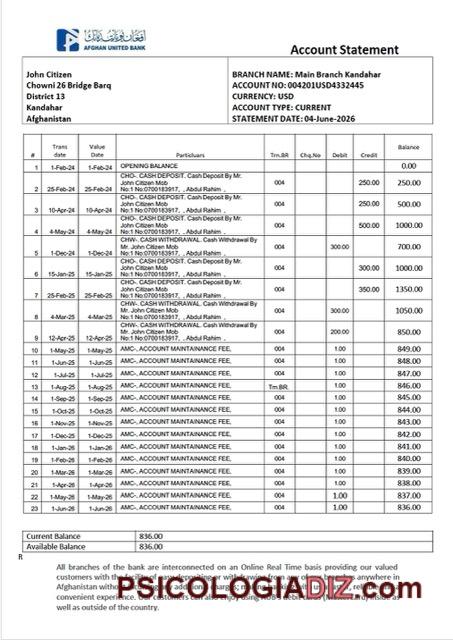 افغان یونایټد بانک
AFGHAN UNITED BANK
Account Statement
John Citizen
Chowni 26 Bridge Barq
District 13
Kandahar
Afghanistan
BRANCH NAME: Main Branch Kandahar
ACCOUNT NO: 004201USD4332445
CURRENCY: USD
ACCOUNT TYPE: CURRENT
STATEMENT DATE: 04-June-2026
# Trans date Value Date Particluars Trn.BR Chq.No Debit Credit Balance
1 1-Feb-24 1-Feb-24 OPENING BALANCE 0.00
2 25-Feb-24 25-Feb-24 CHO-. CASH DEPOSIT. Cash Deposit By Mr. 004 250.00 250.00
John Citizen Mob
No:1 No:0700183917, , Abdul Rahim ,
3 10-Apr-24 10-Apr-24 CHO-. CASH DEPOSIT. Cash Deposit By Mr. 004 250.00 500.00
John Citizen Mob
No:1 No:0700183917, , Abdul Rahim ,
4 4-May-24 4-May-24 CHO-. CASH DEPOSIT. Cash Deposit By Mr. 004 500.00 1000.00
John Citizen Mob
No:1 No:0700183917, , Abdul Rahim ,
5 1-Dec-24 1-Dec-24 CHW-. CASH WITHDRAWAL. Cash Withdrawal By 004 300.00 700.00
Mr. John Citizen Mob
No:1 No:0700183917, , Abdul Rahim ,
6 15-Jan-25 15-Jan-25 CHO-. CASH DEPOSIT. Cash Deposit By Mr. 004 300.00 1000.00
John Citizen Mob
No:1 No:0700183917, , Abdul Rahim ,
7 25-Feb-25 25-Feb-25 CHO-. CASH DEPOSIT. Cash Deposit By Mr. 004 350.00 1350.00
John Citizen Mob
No:1 No:0700183917, , Abdul Rahim ,
8 4-Mar-25 4-Mar-25 CHW-. CASH WITHDRAWAL. Cash Withdrawal By 004 300.00 1050.00
Mr. John Citizen Mob
No:1 No:0700183917, , Abdul Rahim ,
9 12-Apr-25 12-Apr-25 CHW-. CASH WITHDRAWAL. Cash Withdrawal By 004 200.00 850.00
Mr. John Citizen Mob
No:1 No:0700183917, , Abdul Rahim ,
10 1-May-25 1-May-25 AMC-, ACCOUNT MAINTAINANCE FEE, 004 1.00 849.00
11 1-Jun-25 1-Jun-25 AMC-, ACCOUNT MAINTAINANCE FEE, 004 1.00 848.00
12 1-Jul-25 1-Jul-25 AMC-, ACCOUNT MAINTAINANCE FEE, 004 1.00 847.00
13 1-Aug-25 1-Aug-25 AMC-, ACCOUNT MAINTAINANCE FEE, Trn.BR. 1.00 846.00
14 1-Sep-25 1-Sep-25 AMC-, ACCOUNT MAINTAINANCE FEE, 004 1.00 845.00
15 1-Oct-25 1-Oct-25 AMC-, ACCOUNT MAINTAINANCE FEE, 004 1.00 844.00
16 1-Nov-25 1-Nov-25 AMC-, ACCOUNT MAINTAINANCE FEE, 004 1.00 843.00
17 1-Dec-25 1-Dec-25 AMC-, ACCOUNT MAINTAINANCE FEE, 004 1.00 842.00
18 1-Jan-26 1-Jan-26 AMC-, ACCOUNT MAINTAINANCE FEE, 004 1.00 841.00
19 1-Feb-26 1-Feb-26 AMC-, ACCOUNT MAINTAINANCE FEE, 004 1.00 840.00
20 1-Mar-26 1-Mar-26 AMC-, ACCOUNT MAINTAINANCE FEE, 004 1.00 839.00
21 1-Apr-26 1-Apr-26 AMC-, ACCOUNT MAINTAINANCE FEE, 004 1.00 838.00
22 1-May-26 1-May-26 AMC-, ACCOUNT MAINTAINANCE FEE, 004 1.00 837.00
23 1-Jun-26 1-Jun-26 AMC-, ACCOUNT MAINTAINANCE FEE, 004 1.00 836.00
Current Balance 836.00
Available Balance 836.00
R
All branches of the bank are interconnected on an Online Real Time basis providing our valued
customers with the facility of easy depositing or withdrawing from any of our branches anywhere in
Afghanistan without
convenient experience. Our customers can also enjoy debit
well as outside of the country.
PSIKOLOGIADIZ.com